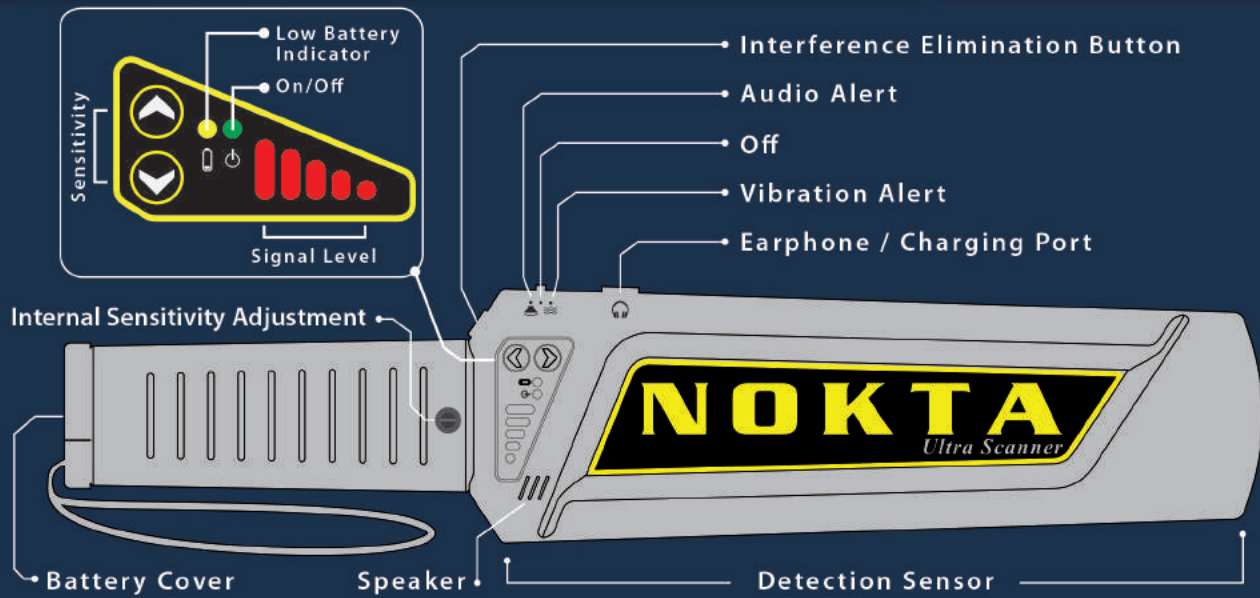 Low Battery
Indicator
On/Off
Sensitivity
Signal Level
Interference Elimination Button
Audio Alert
Off
Vibration Alert
Earphone / Charging Port
Internal Sensitivity Adjustment
NOKTA
Ultra Scanner
Battery Cover
Speaker
Detection Sensor